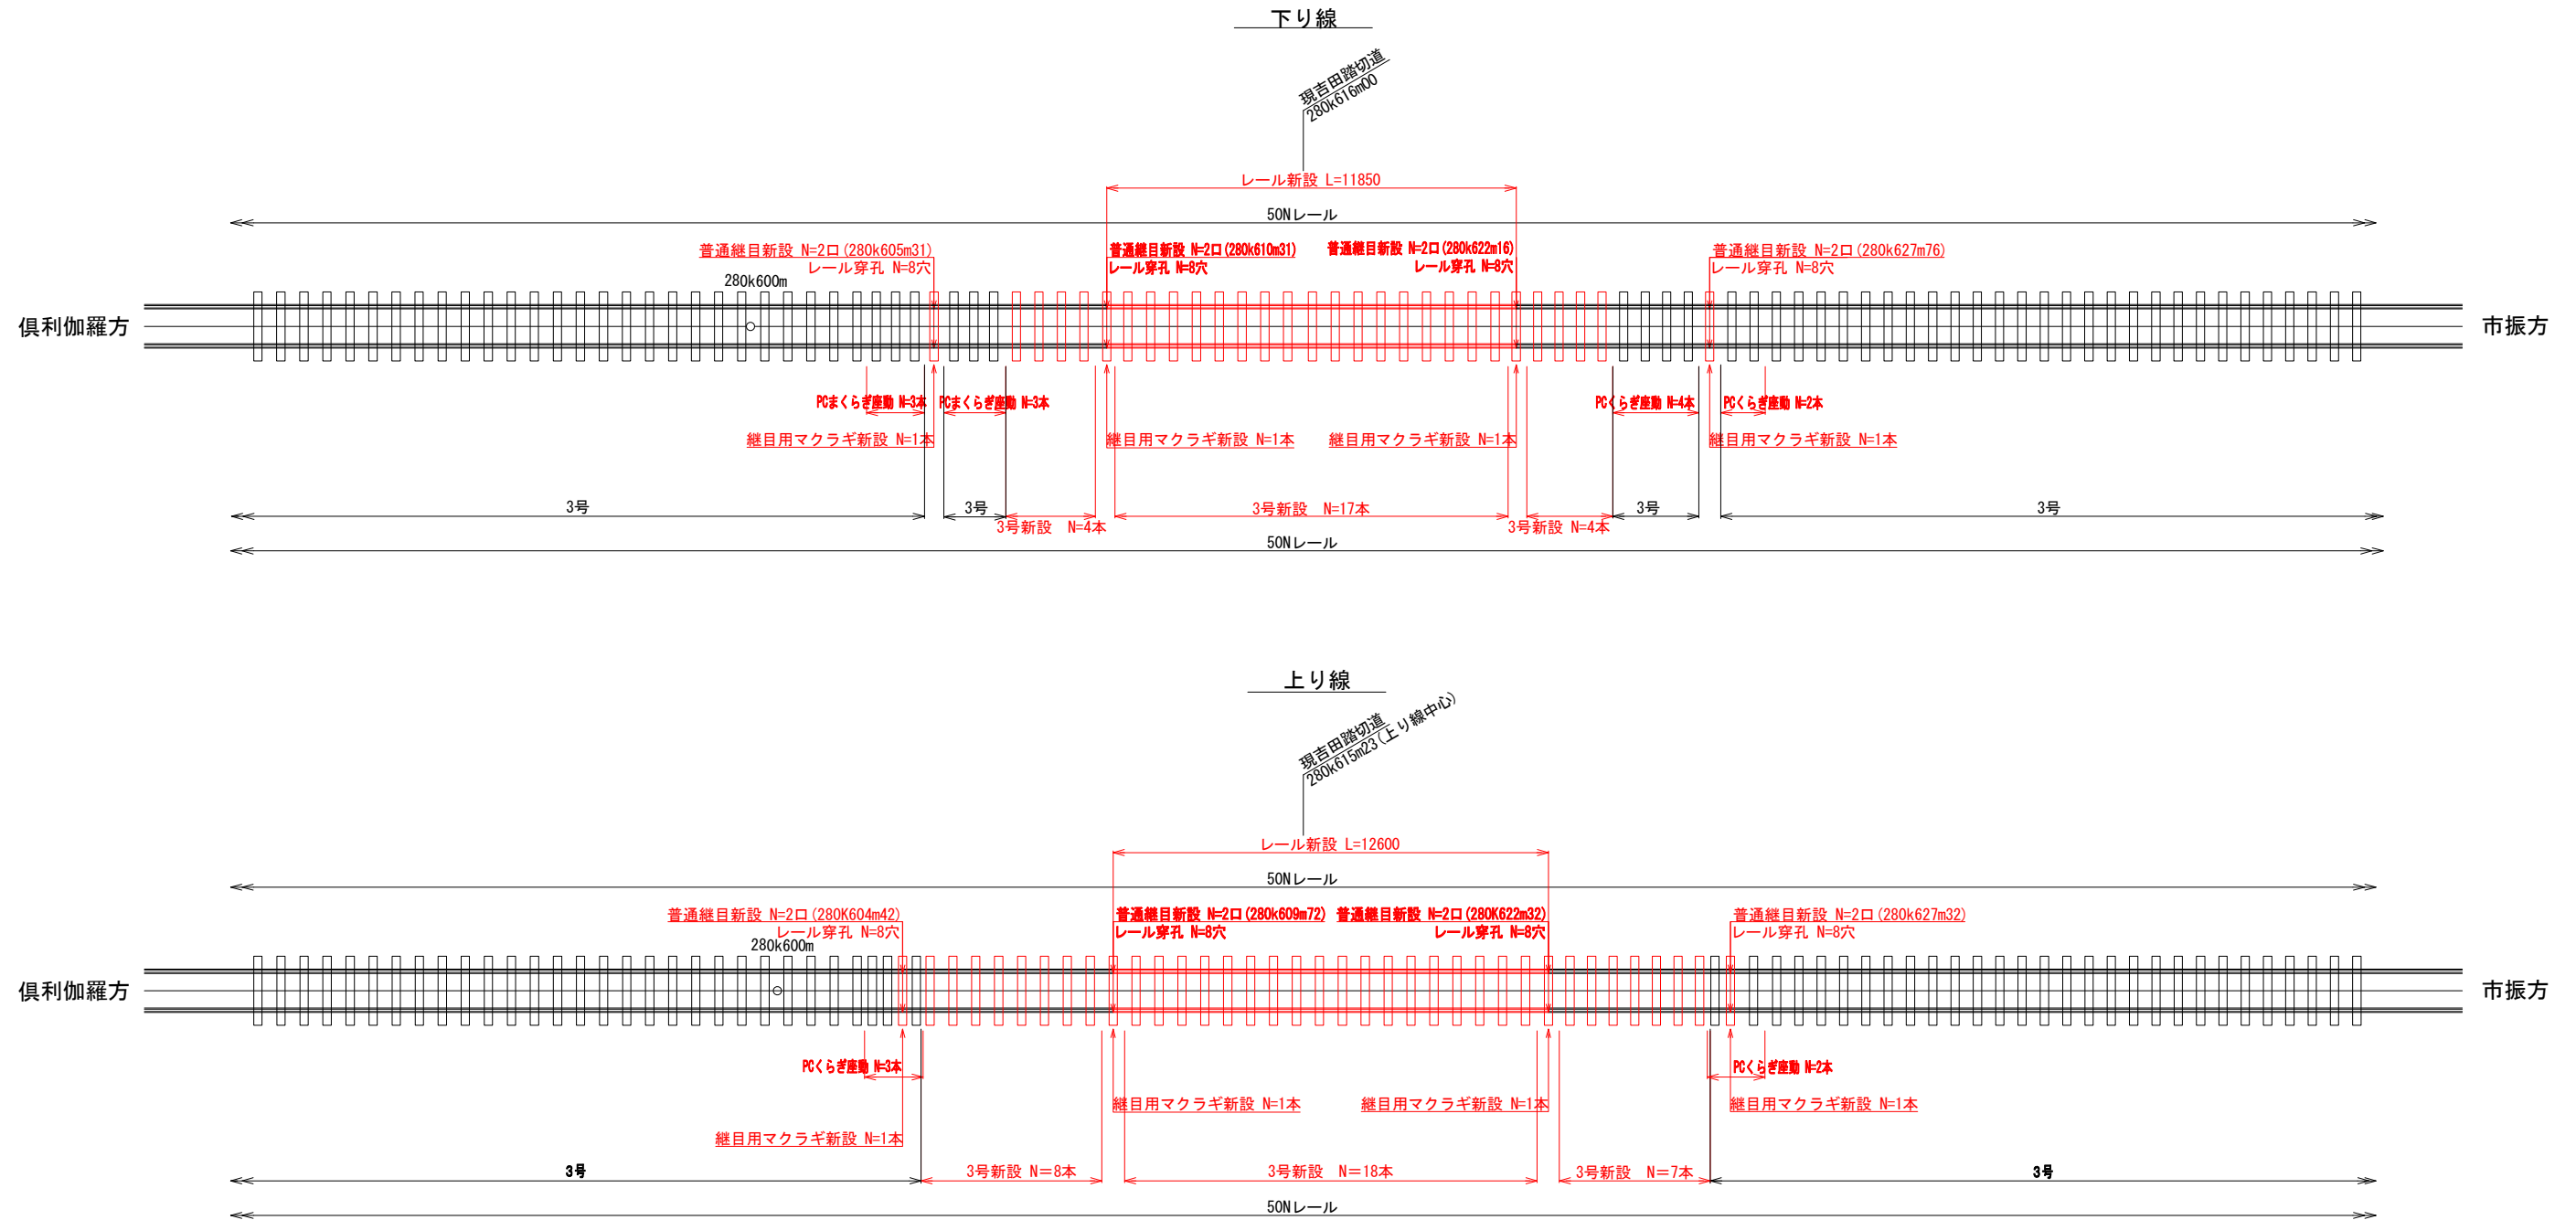 下り線
現吉田踏切道
280k616m00
レール新設 L=11850
50Nレール
普通継目新設 N=2口(280k605m31)
レール穿孔 N=8穴
普通継目新設 N=2口(280k610m31)
レール穿孔 N=8穴
普通継目新設 N=2口(280k622m16)
レール穿孔 N=8穴
普通継目新設 N=2口(280k627m76)
レール穿孔 N=8穴
280k600m
倶利伽羅方
市振方
PCまくらぎ座動 N=3本
PCまくらぎ座動 N=3本
PCくらぎ座動 N=4本
PCくらぎ座動 N=2本
継目用マクラギ新設 N=1本
継目用マクラギ新設 N=1本
継目用マクラギ新設 N=1本
継目用マクラギ新設 N=1本
3号
3号
3号新設 N=4本
3号新設 N=17本
3号新設 N=4本
3号
3号
50Nレール
上り線
現吉田踏切道
280k615m23(上り線中心)
レール新設 L=12600
50Nレール
普通継目新設 N=2口(280K604m42)
レール穿孔 N=8穴
普通継目新設 N=2口(280k609m72)
レール穿孔 N=8穴
普通継目新設 N=2口(280K622m32)
レール穿孔 N=8穴
普通継目新設 N=2口(280k627m32)
レール穿孔 N=8穴
280k600m
倶利伽羅方
市振方
PCくらぎ座動 N=3本
PCくらぎ座動 N=2本
継目用マクラギ新設 N=1本
継目用マクラギ新設 N=1本
継目用マクラギ新設 N=1本
継目用マクラギ新設 N=1本
3号
3号新設 N=8本
3号新設 N=18本
3号新設 N=7本
3号
50Nレール